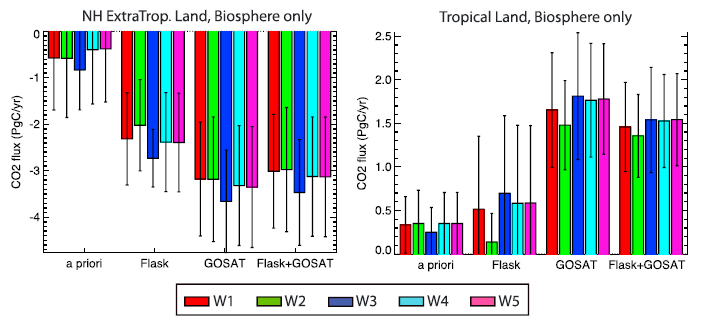 NH ExtraTrop. Land, Biosphere only
0
-1
-2
-3
-4
CO2 flux (PgC/yr)
a priori Flask GOSAT Flask+GOSAT
Tropical Land, Biosphere only
2.5
2.0
1.5
1.0
0.5
0.0
CO2 flux (PgC/yr)
a priori Flask GOSAT Flask+GOSAT
W1 W2 W3 W4 W5